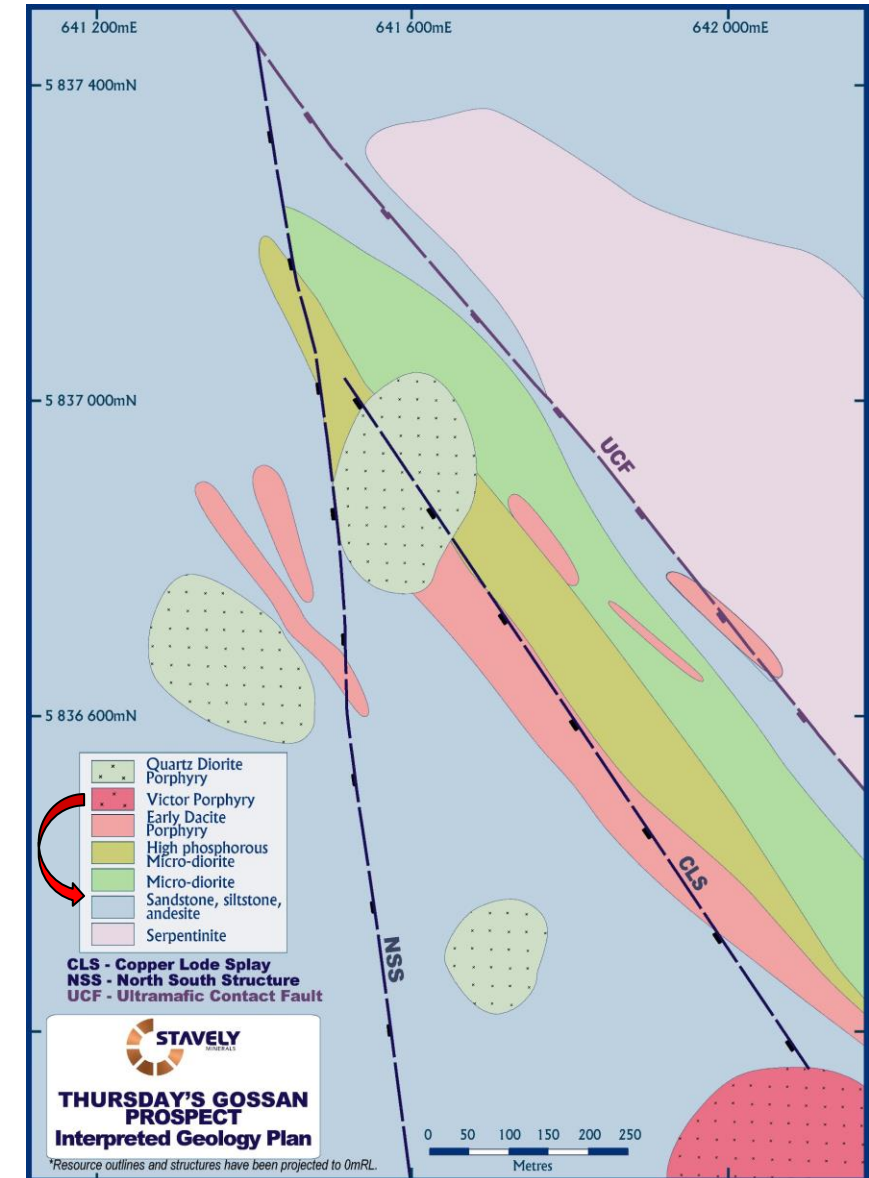 641 200mE
641 600mE
642 000mE
5 837 400mN
5 837 000mN
UCF
5 836 600mN
Quartz Diorite
Porphyry
Victor Porphyry
Early Dacite
Porphyry
High phosphorous
Micro-diorite
Micro-diorite
Sandstone, siltstone,
andesite
Serpentinite
CLS
NSS
CLS - Copper Lode Splay
NSS - North South Structure
UCF - Ultramafic Contact Fault
STAVELY
MINERALS
THURSDAY'S GOSSAN
PROSPECT
Interpreted Geology Plan
0 50 100 150 200 250
Metres
*Resource outlines and structures have been projected to 0mRL.